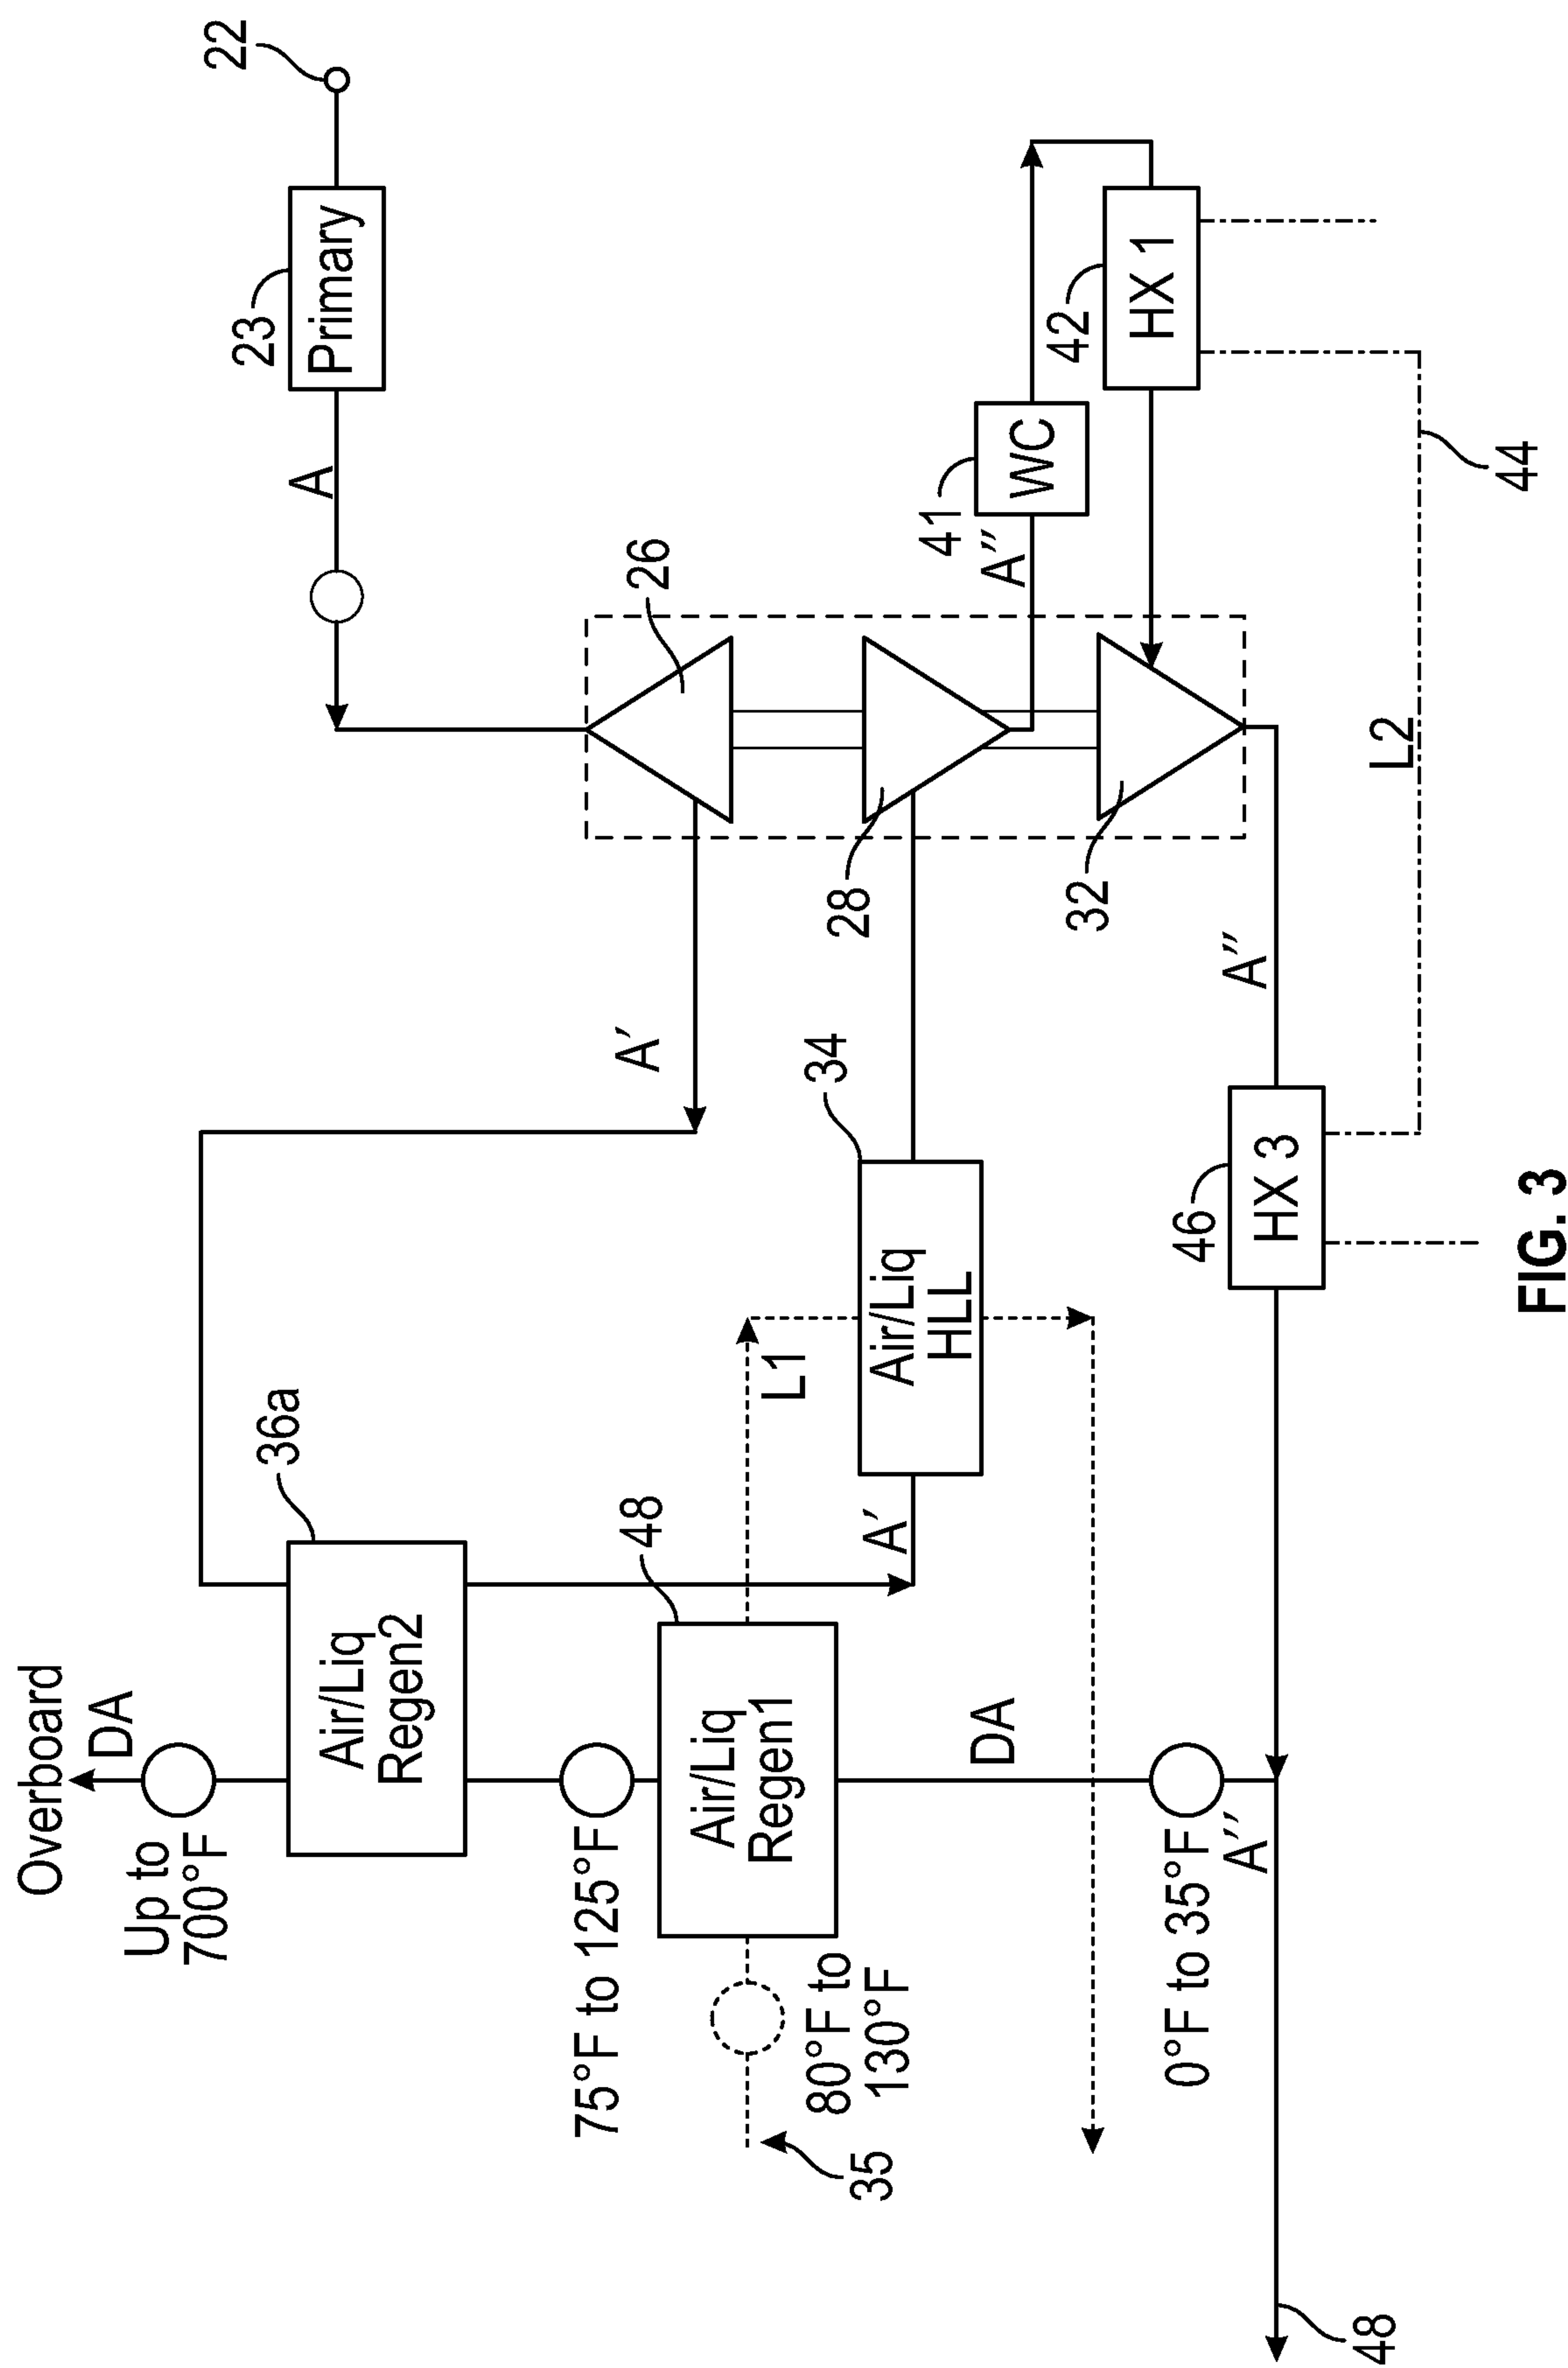 Overboard
DA
Up to
700°F
36a
Air/Liq
Regen2
75°F to 125°F
48
Air/Liq
Regen1
80°F to
130°F
35
L1
A′
34
Air/Liq
HLL
DA
0°F to 35°F
A″
48
A′
A
23
Primary
22
26
28
32
A″
41
WC
42
HX 1
44
L2
A″
46
HX 3
FIG. 3